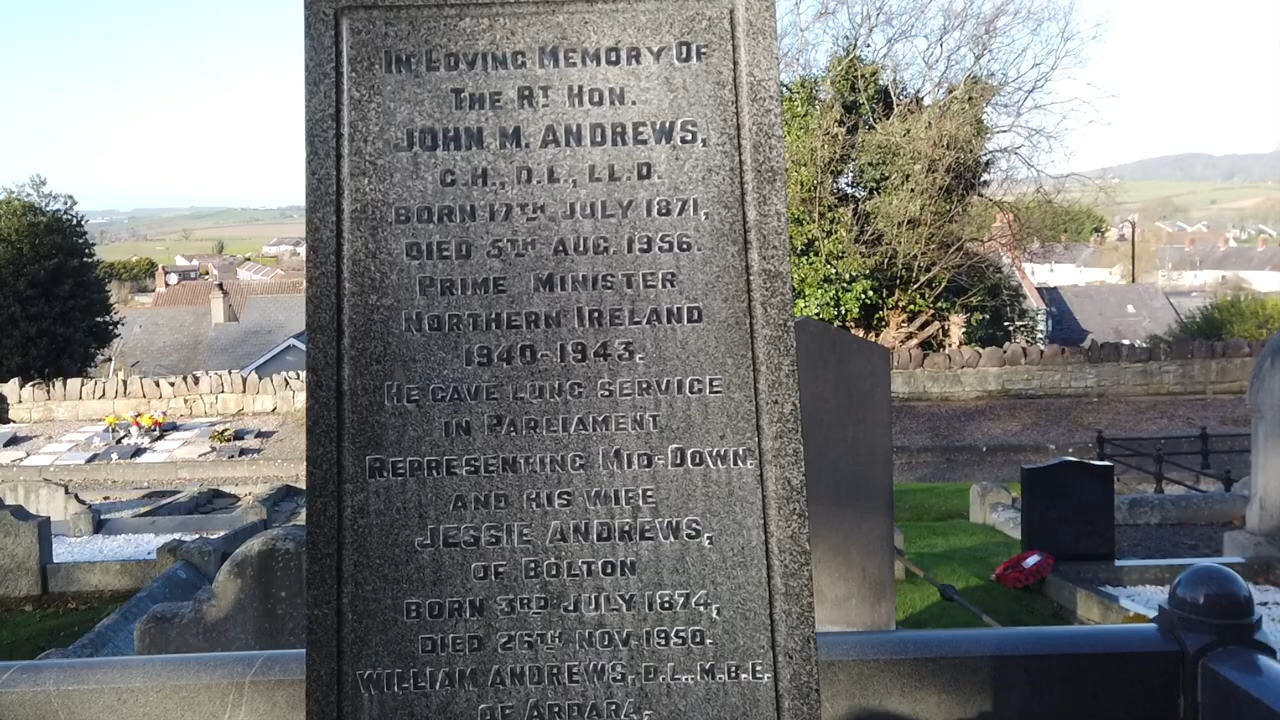 IN LOVING MEMORY OF
THE RT HON.
JOHN M. ANDREWS,
C.H., D.L., LL.D.
BORN 17TH JULY 1871,
DIED 5TH AUG. 1956.
PRIME MINISTER
NORTHERN IRELAND
1940-1943.
HE GAVE LONG SERVICE
IN PARLIAMENT
REPRESENTING MID-DOWN.
AND HIS WIFE
JESSIE ANDREWS,
OF BOLTON
BORN 3RD JULY 1874,
DIED 26TH NOV. 1950.
WILLIAM ANDREWS, D.L., M.B.E.
OF ARDARA.